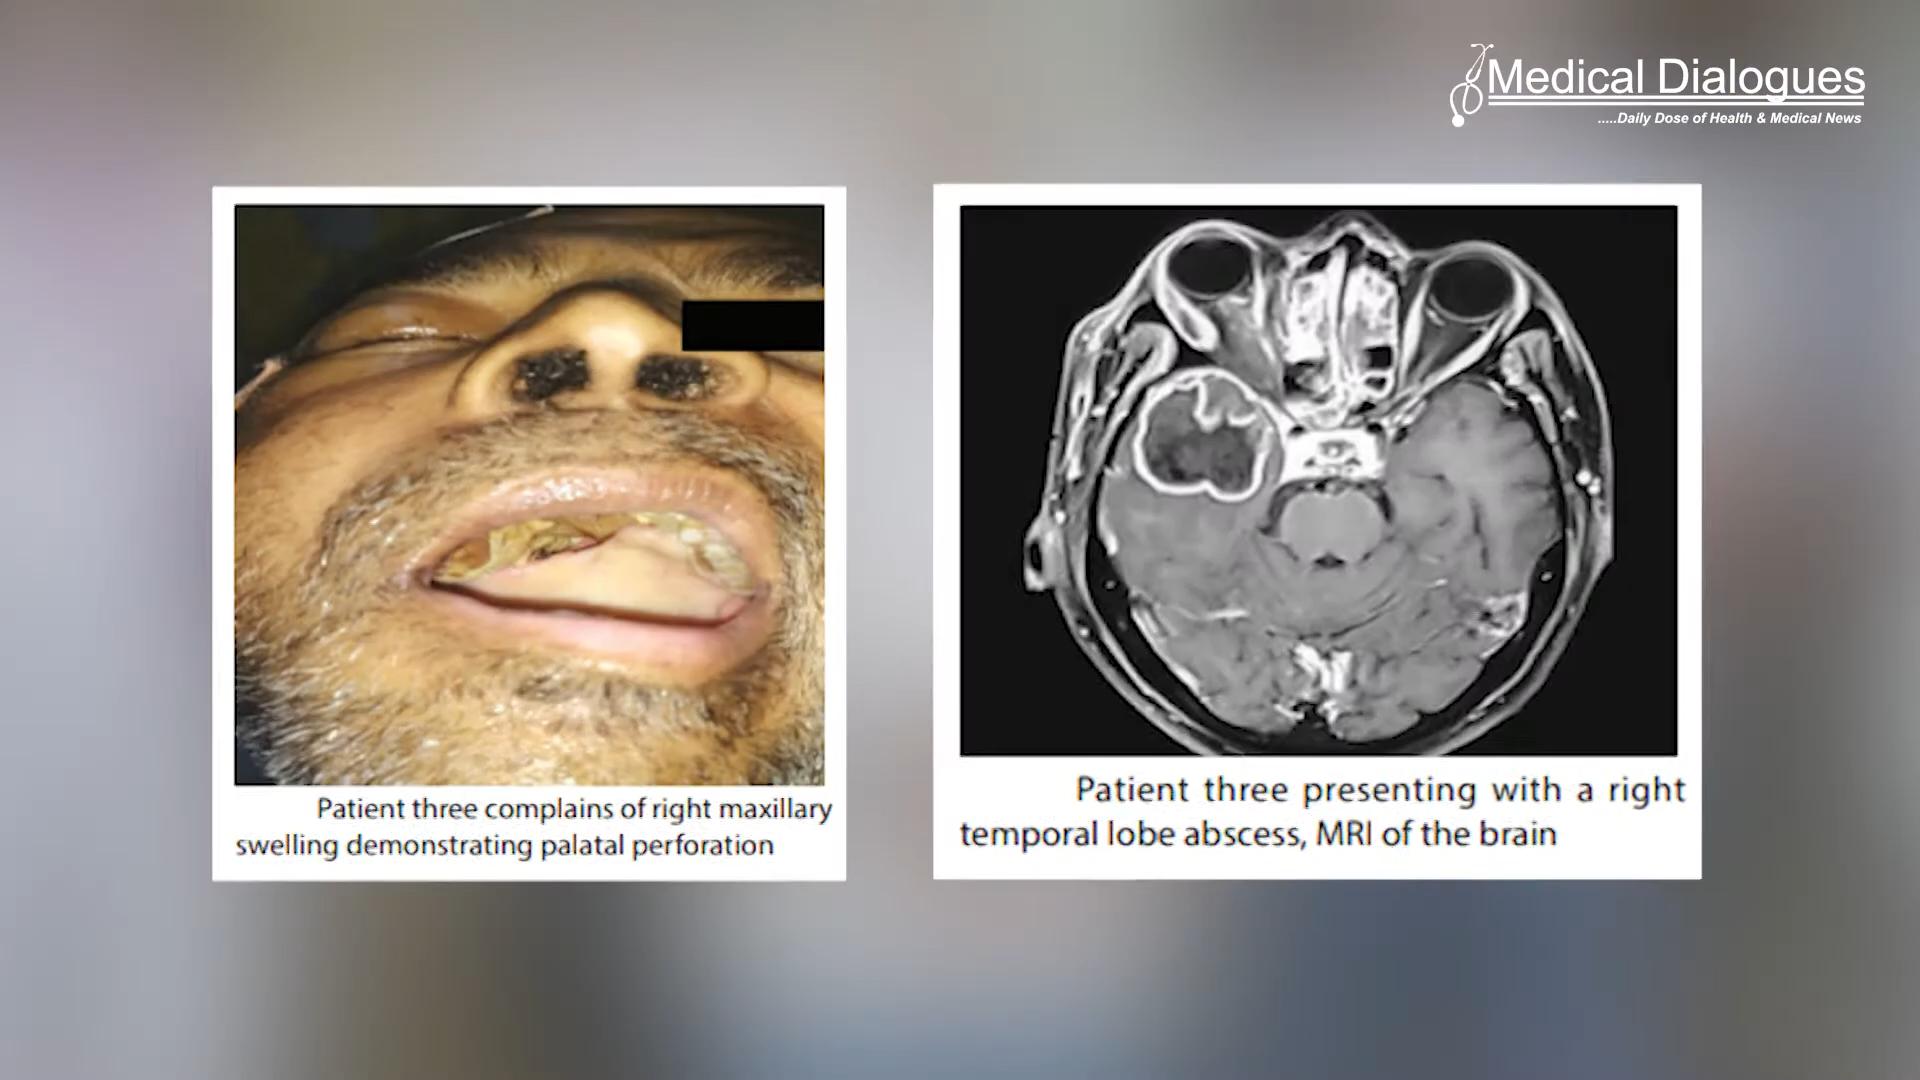 Medical Dialogues
.....Daily Dose of Health & Medical News
Patient three complains of right maxillary
swelling demonstrating palatal perforation
Patient three presenting with a right
temporal lobe abscess, MRI of the brain